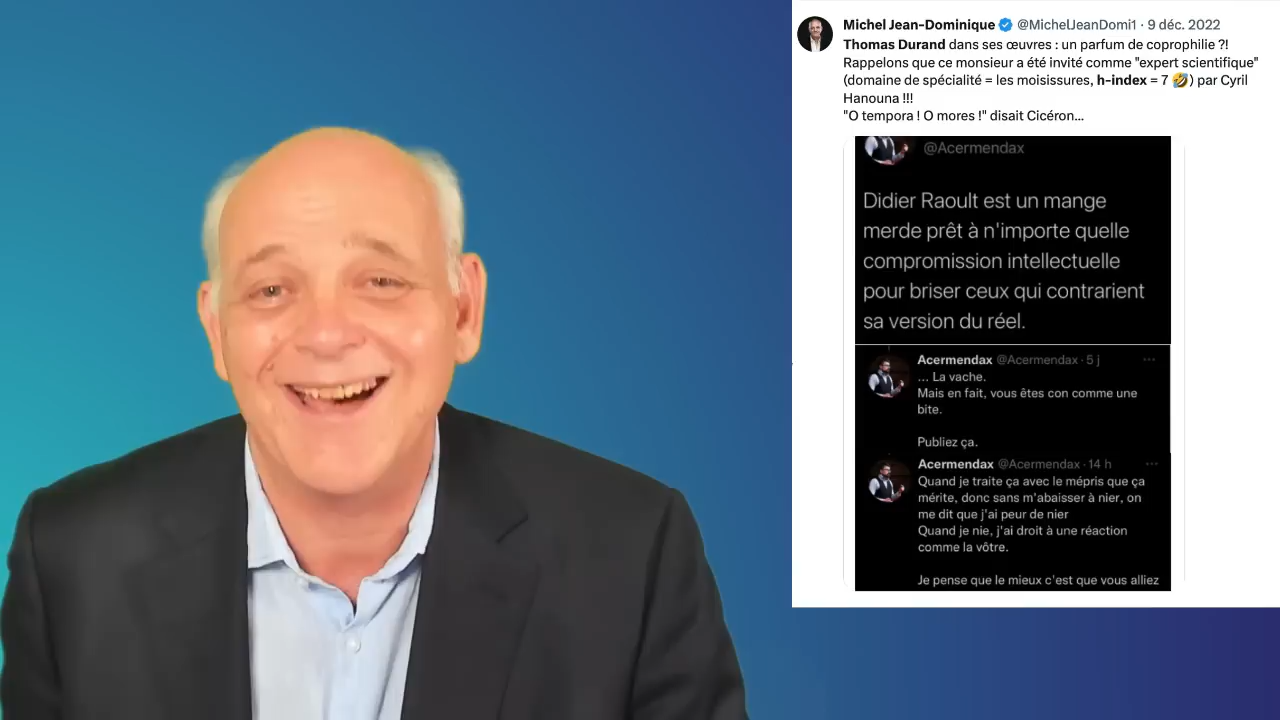 Michel Jean-Dominique @MichelJeanDomi1 · 9 déc. 2022
Thomas Durand dans ses œuvres : un parfum de coprophilie ?!
Rappelons que ce monsieur a été invité comme "expert scientifique"
(domaine de spécialité = les moisissures, h-index = 7 🤣) par Cyril
Hanouna !!!
"O tempora ! O mores !" disait Cicéron...
@Acermendax
Didier Raoult est un mange
merde prêt à n'importe quelle
compromission intellectuelle
pour briser ceux qui contrarient
sa version du réel.
Acermendax @Acermendax · 5 j
... La vache.
Mais en fait, vous êtes con comme une
bite.
Publiez ça.
Acermendax @Acermendax · 14 h
Quand je traite ça avec le mépris que ça
mérite, donc sans m'abaisser à nier, on
me dit que j'ai peur de nier
Quand je nie, j'ai droit à une réaction
comme la vôtre.
Je pense que le mieux c'est que vous alliez